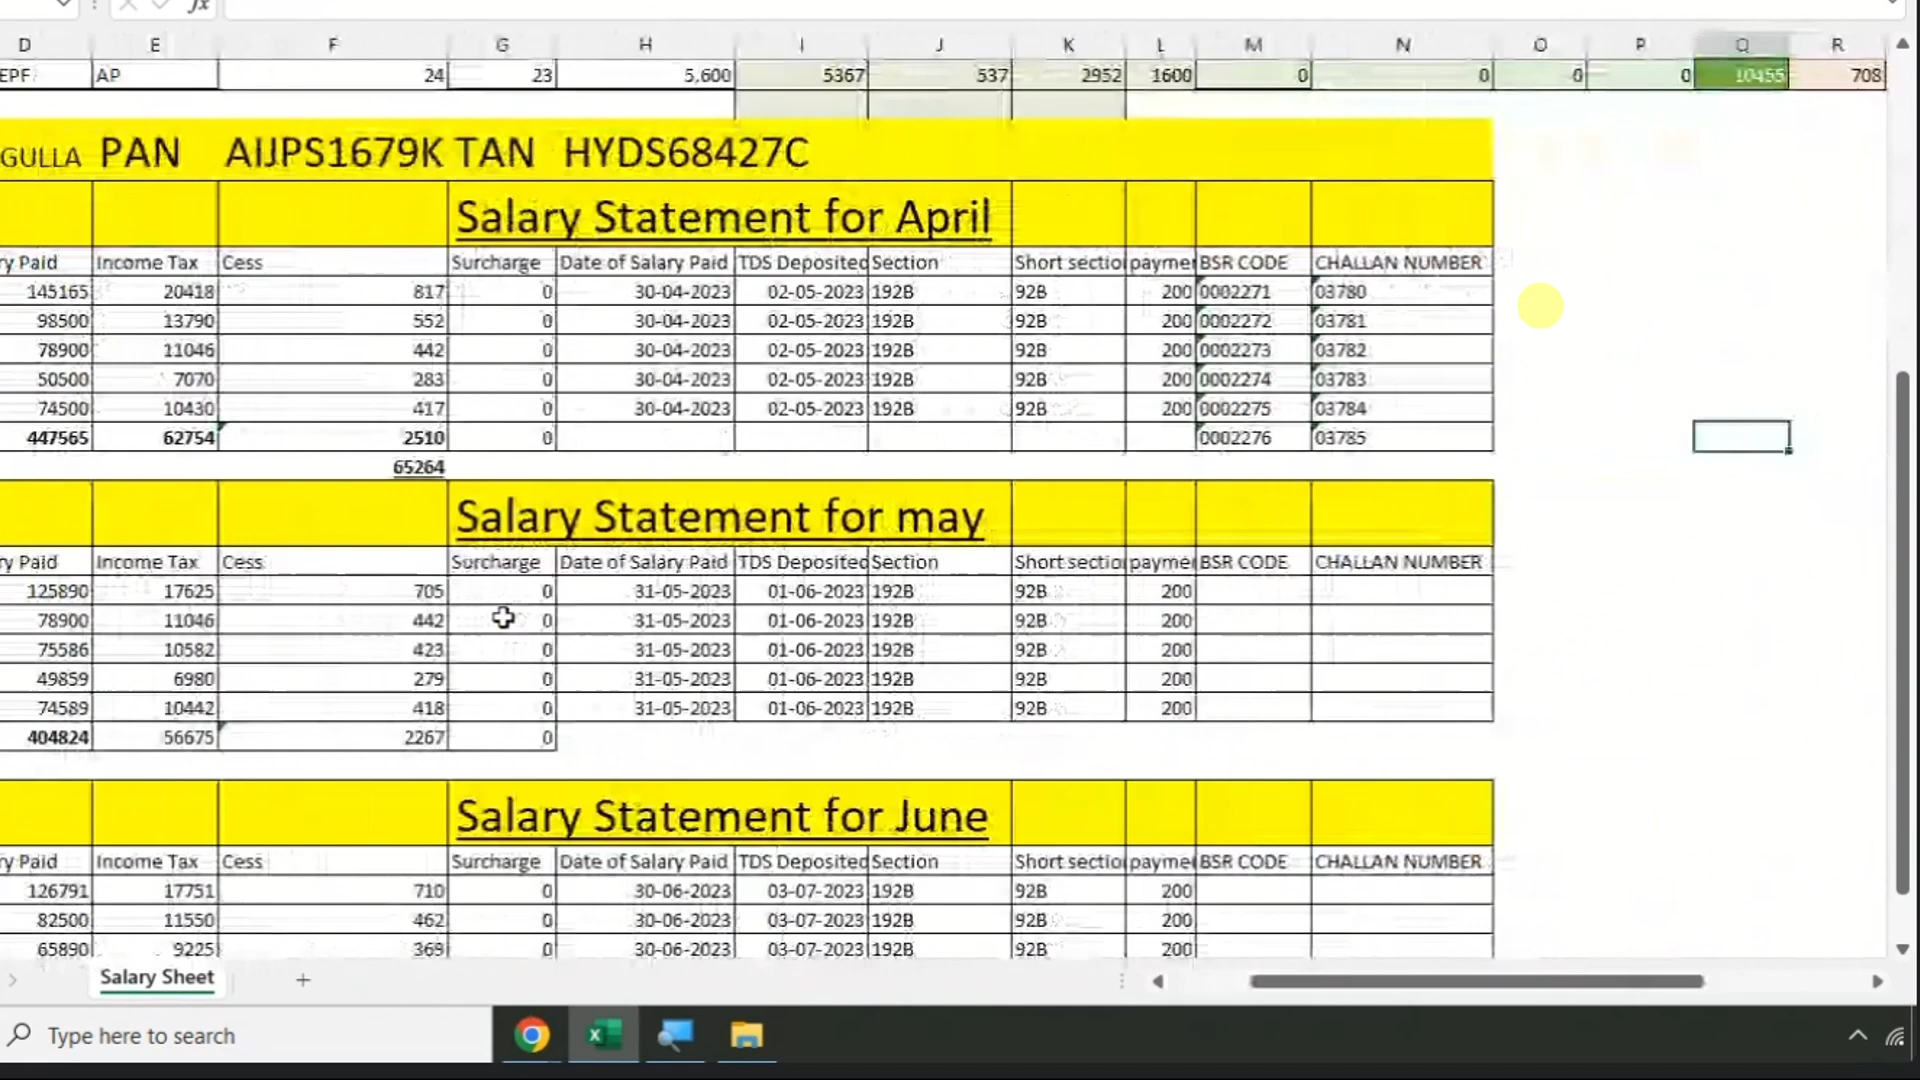 D E F G H I J K L M N O P Q R
EPF AP 24 23 5,600 5367 537 2952 1600 0 0 0 0 10455 708
GULLA PAN AIJPS1679K TAN HYDS68427C
Salary Statement for April
ry Paid Income Tax Cess Surcharge Date of Salary Paid TDS Deposited Section Short sectio paymer BSR CODE CHALLAN NUMBER
145165 20418 817 0 30-04-2023 02-05-2023 192B 92B 200 0002271 03780
98500 13790 552 0 30-04-2023 02-05-2023 192B 92B 200 0002272 03781
78900 11046 442 0 30-04-2023 02-05-2023 192B 92B 200 0002273 03782
50500 7070 283 0 30-04-2023 02-05-2023 192B 92B 200 0002274 03783
74500 10430 417 0 30-04-2023 02-05-2023 192B 92B 200 0002275 03784
447565 62754 2510 0 0002276 03785
65264
Salary Statement for may
ry Paid Income Tax Cess Surcharge Date of Salary Paid TDS Deposited Section Short sectio paymer BSR CODE CHALLAN NUMBER
125890 17625 705 0 31-05-2023 01-06-2023 192B 92B 200
78900 11046 442 0 31-05-2023 01-06-2023 192B 92B 200
75586 10582 423 0 31-05-2023 01-06-2023 192B 92B 200
49859 6980 279 0 31-05-2023 01-06-2023 192B 92B 200
74589 10442 418 0 31-05-2023 01-06-2023 192B 92B 200
404824 56675 2267 0
Salary Statement for June
ry Paid Income Tax Cess Surcharge Date of Salary Paid TDS Deposited Section Short sectio paymer BSR CODE CHALLAN NUMBER
126791 17751 710 0 30-06-2023 03-07-2023 192B 92B 200
82500 11550 462 0 30-06-2023 03-07-2023 192B 92B 200
65890 9225 369 0 30-06-2023 03-07-2023 192B 92B 200
Salary Sheet
Type here to search